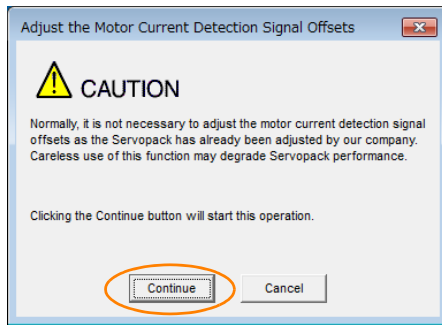 Adjust the Motor Current Detection Signal Offsets
CAUTION
Normally, it is not necessary to adjust the motor current detection signal
offsets as the Servopack has already been adjusted by our company.
Careless use of this function may degrade Servopack performance.
Clicking the Continue button will start this operation.
Continue
Cancel